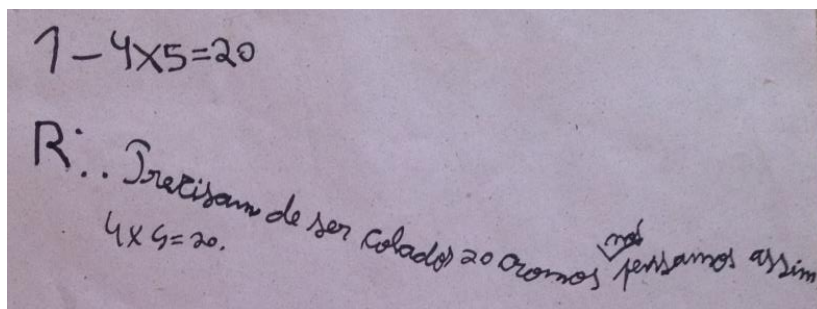 1-4x5=20
R:. Precisam de ser colados 20 cromos nós pensamos assim
4x5=20.